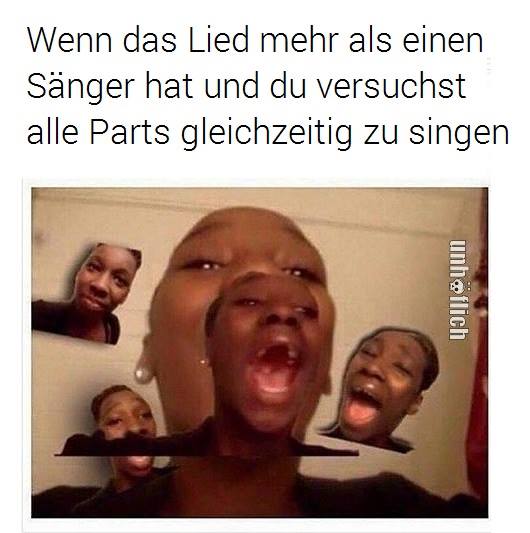 Wenn das Lied mehr als einen
Sänger hat und du versuchst
alle Parts gleichzeitig zu singen
unhöflich